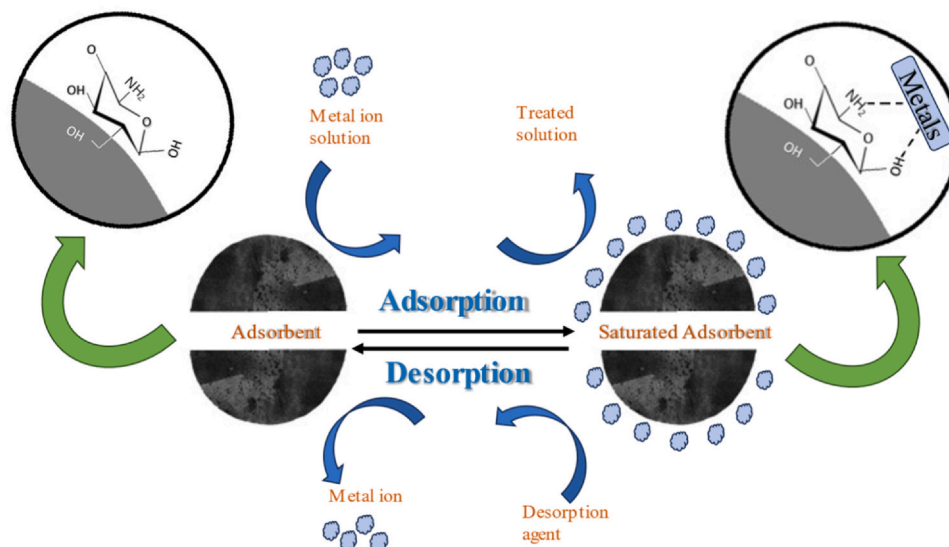 O
NH2
OH
O
OH
OH
Metal ion
solution
Treated
solution
O
NH2
Metals
OH
O
OH
OH
Adsorption
Adsorbent
Saturated Adsorbent
Desorption
Metal ion
Desorption
agent